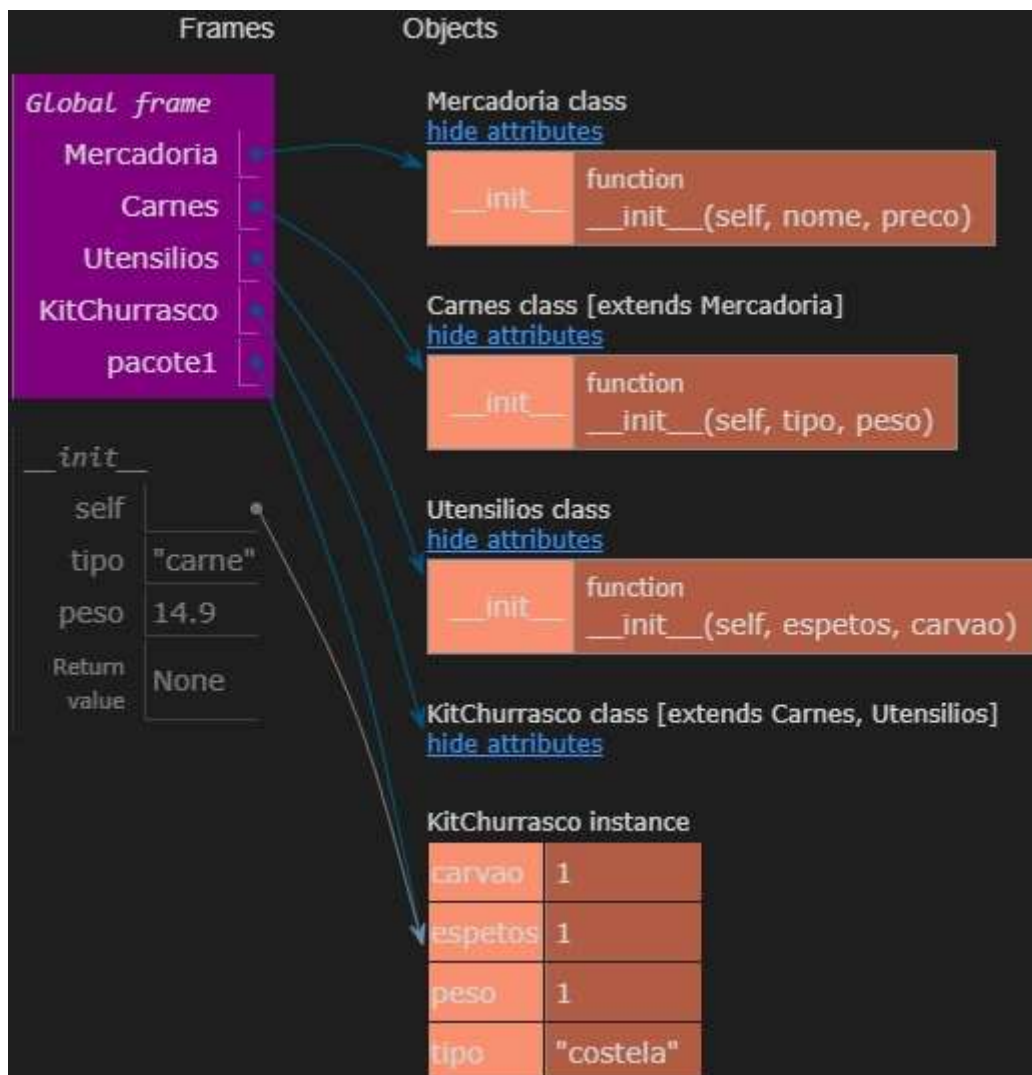 Frames
Objects
Global frame
Mercadoria
Carnes
Utensilios
KitChurrasco
pacote1
__init__
self
tipo "carne"
peso 14.9
Return
value
None
Mercadoria class
hide attributes
__init__
function
__init__(self, nome, preco)
Carnes class [extends Mercadoria]
hide attributes
__init__
function
__init__(self, tipo, peso)
Utensilios class
hide attributes
__init__
function
__init__(self, espetos, carvao)
KitChurrasco class [extends Carnes, Utensilios]
hide attributes
KitChurrasco instance
carvao 1
espetos 1
peso 1
tipo "costela"